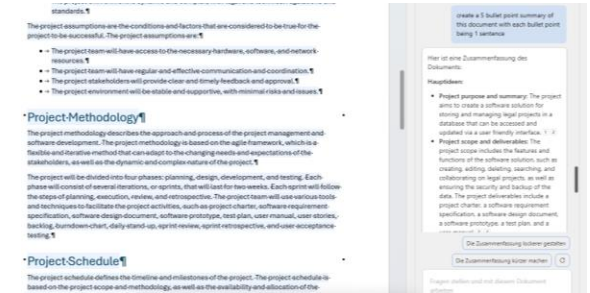 standards.¶
The project assumptions are the conditions and factors that are considered to be true for the
project to be successful. The project assumptions are:¶
The project team will have access to the necessary hardware, software, and network
resources.¶
The project team will have regular and effective communication and coordination.¶
The project stakeholders will provide clear and timely feedback and approval.¶
The project environment will be stable and supportive, with minimal risks and issues.¶
Project Methodology¶
The project methodology describes the approach and process of the project management and
software development. The project methodology is based on the agile framework, which is a
flexible and iterative method that can adapt to the changing needs and expectations of the
stakeholders, as well as the dynamic and complex nature of the project.¶
The project will be divided into four phases: planning, design, development, and testing. Each
phase will consist of several iterations, or sprints, that will last for two weeks. Each sprint will follow
the steps of planning, execution, review, and retrospective. The project team will use various tools
and techniques to facilitate the project activities, such as project charter, software requirement
specification, software design document, software prototype, test plan, user manual, user stories,
backlog, burndown chart, daily stand-up, sprint review, sprint retrospective, and user acceptance
testing.¶
Project Schedule¶
The project schedule defines the timeline and milestones of the project. The project schedule is
based on the project scope and methodology, as well as the availability and allocation of the
create a 5 bullet point summary of
this document with each bullet point
being 1 sentence
Hier ist eine Zusammenfassung des
Dokuments:
Hauptideen:
Project purpose and summary: The project
aims to create a software solution for
storing and managing legal projects in a
database that can be accessed and
updated via a user friendly interface. 1 2
Project scope and deliverables: The
project scope includes the features and
functions of the software solution, such as
creating, editing, deleting, searching, and
collaborating on legal projects, as well as
ensuring the security and backup of the
data. The project deliverables include a
project charter, a software requirement
specification, a software design document,
a software prototype, a test plan, and a
Die Zusammenfassung lockerer gestalten
Die Zusammenfassung kürzer machen
Fragen stellen und mit diesem Dokument
arbeiten